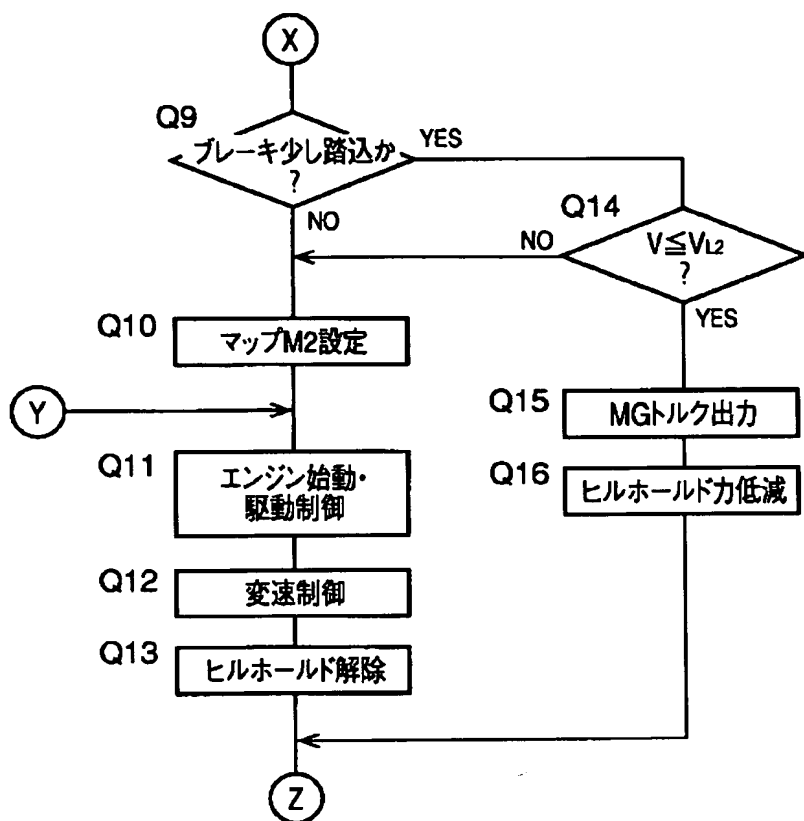 X
Q9
ブレーキ少し踏込か
?
YES
NO
Q14
V≦VL2
?
NO
YES
Q10
マップM2設定
Y
Q15
MGトルク出力
Q11
エンジン始動・
駆動制御
Q16
ヒルホールド力低減
Q12
変速制御
Q13
ヒルホールド解除
Z